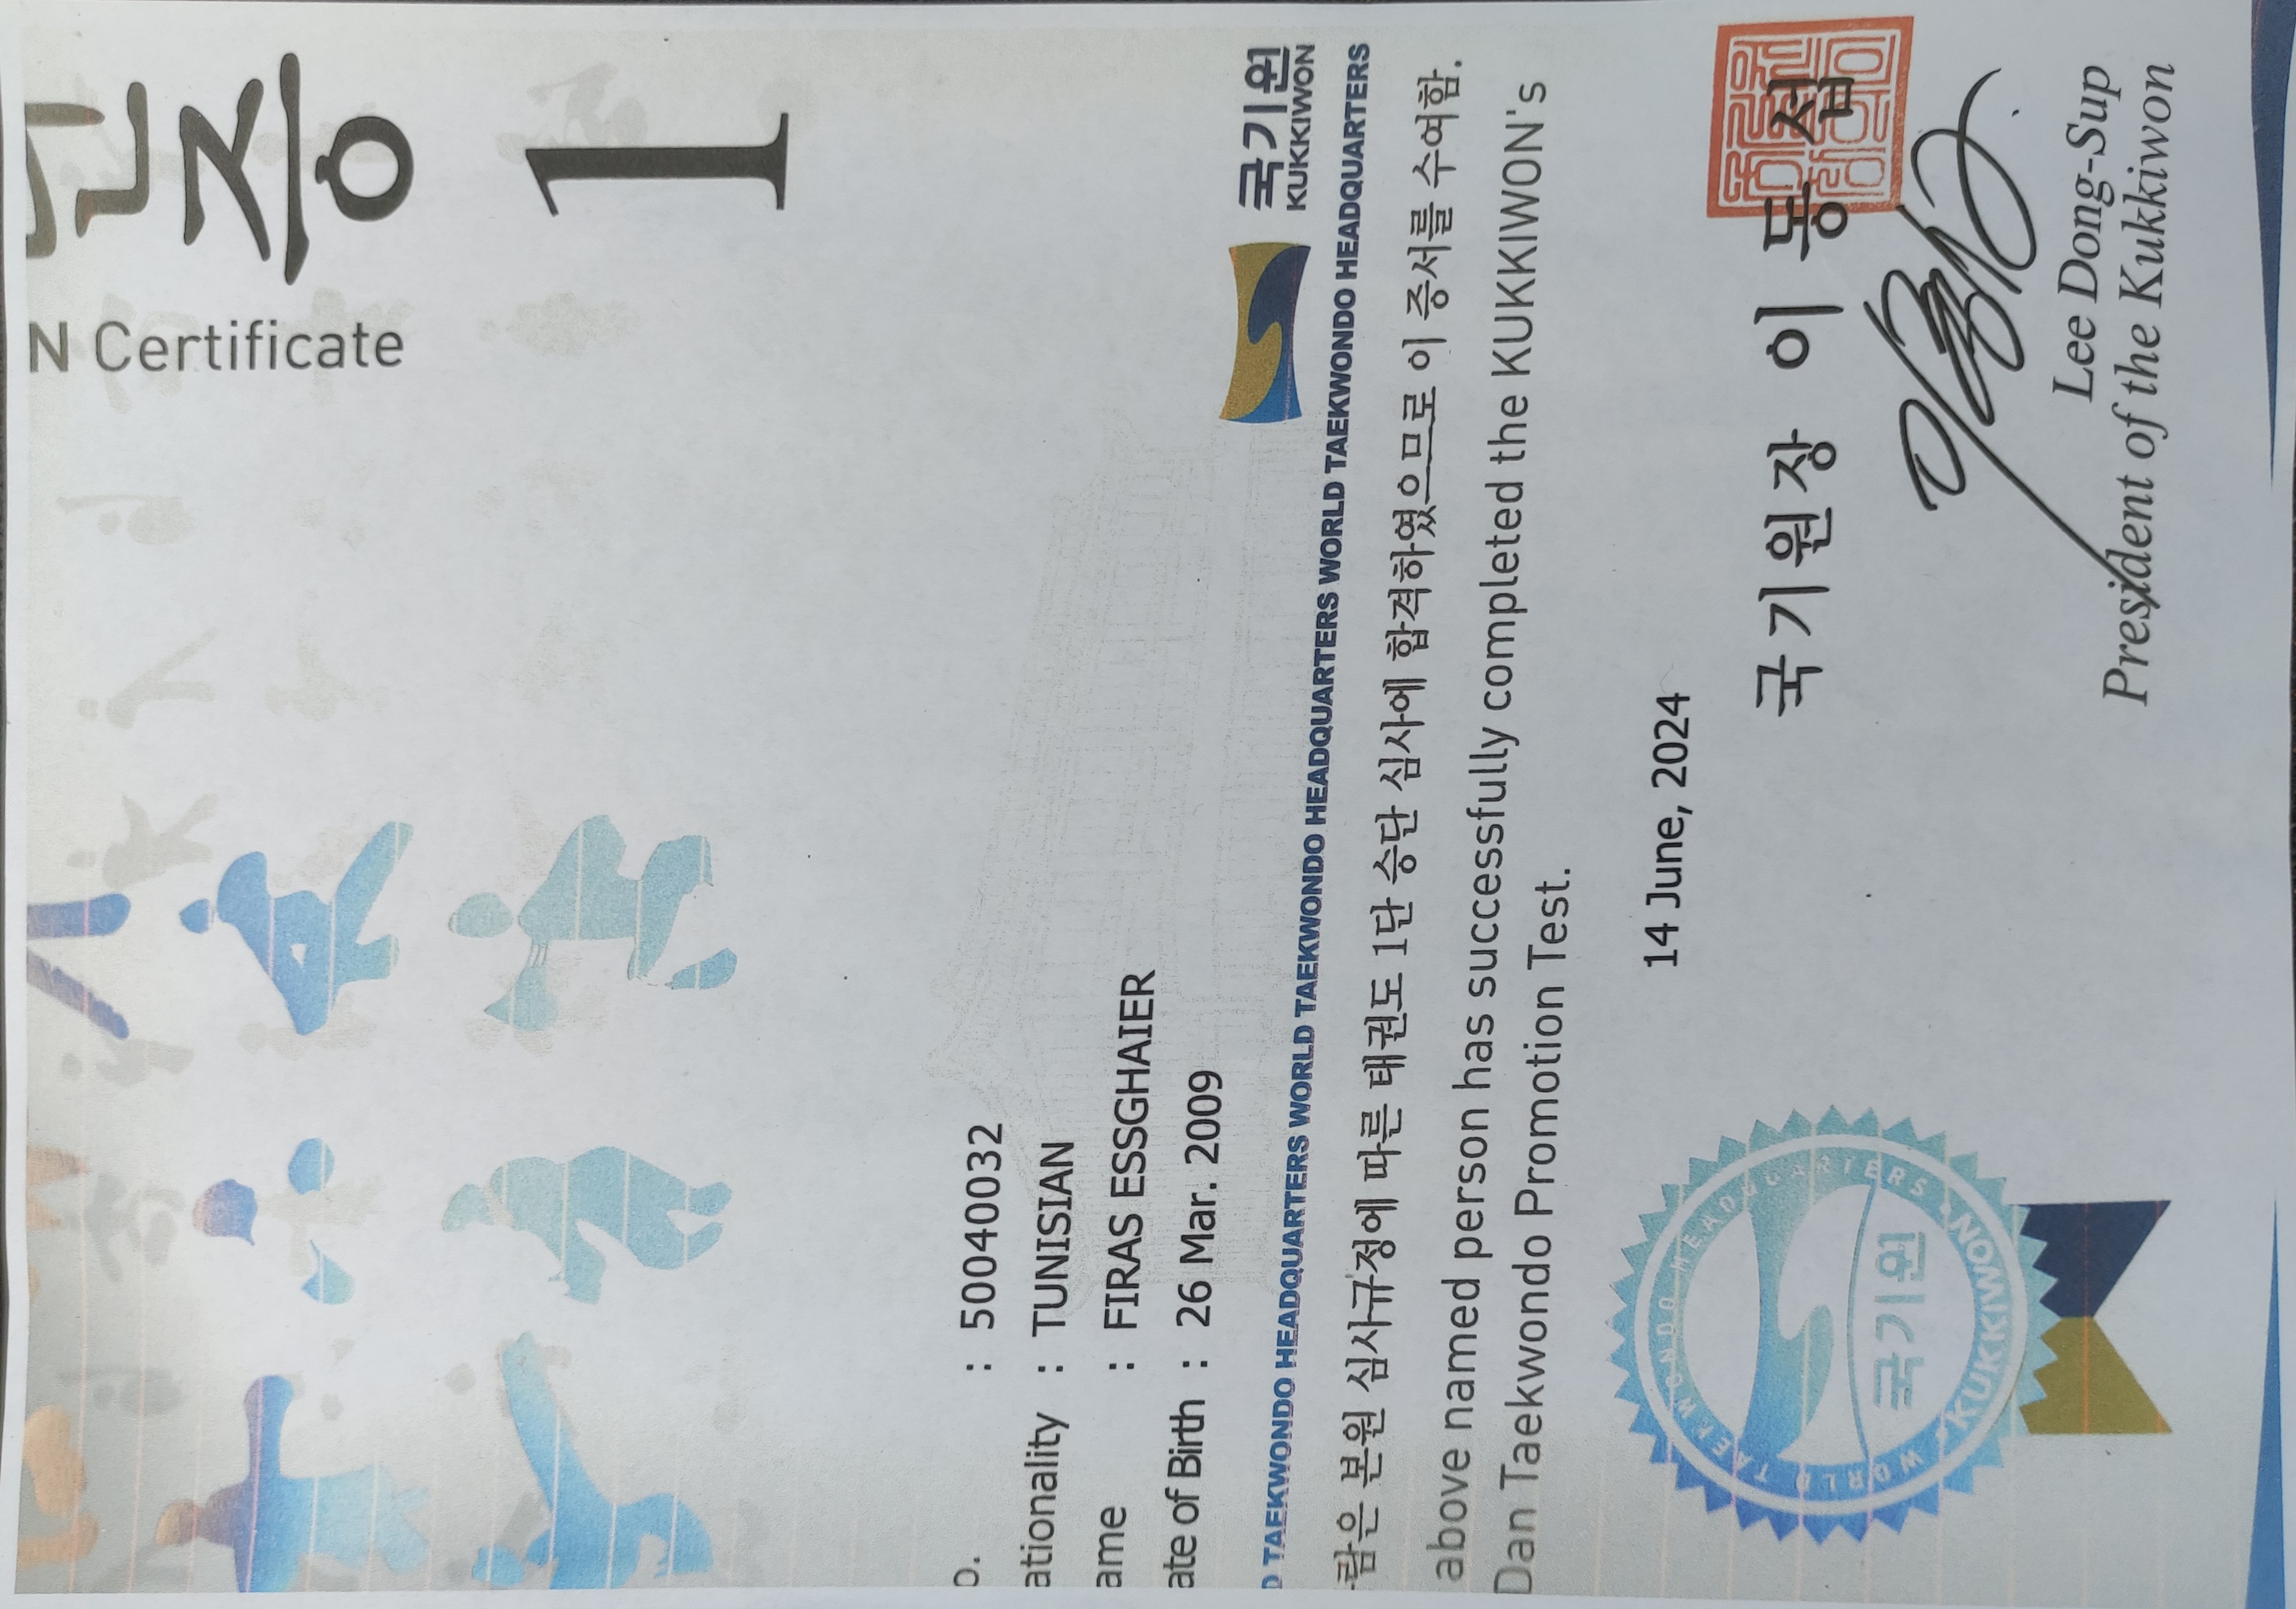 단증
N Certificate
1
o. : 50040032
ationality : TUNISIAN
ame : FIRAS ESSGHAIER
ate of Birth : 26 Mar. 2009
국기원
KUKKIWON
D TAEKWONDO HEADQUARTERS WORLD TAEKWONDO HEADQUARTERS WORLD TAEKWONDO HEADQUARTERS WORLD TAEKWONDO HEADQUARTERS WORLD TAEKWONDO HEADQUARTERS
람은 본원 심사규정에 따른 태권도 1단 승단 심사에 합격하였으므로 이 증서를 수여함.
above named person has successfully completed the KUKKIWON's
Dan Taekwondo Promotion Test.
14 June, 2024
국기원장 이 동 섭
Lee Dong-Sup
President of the Kukkiwon
WORLD TAEKWONDO HEADQUARTERS
국기원
KUKKIWON